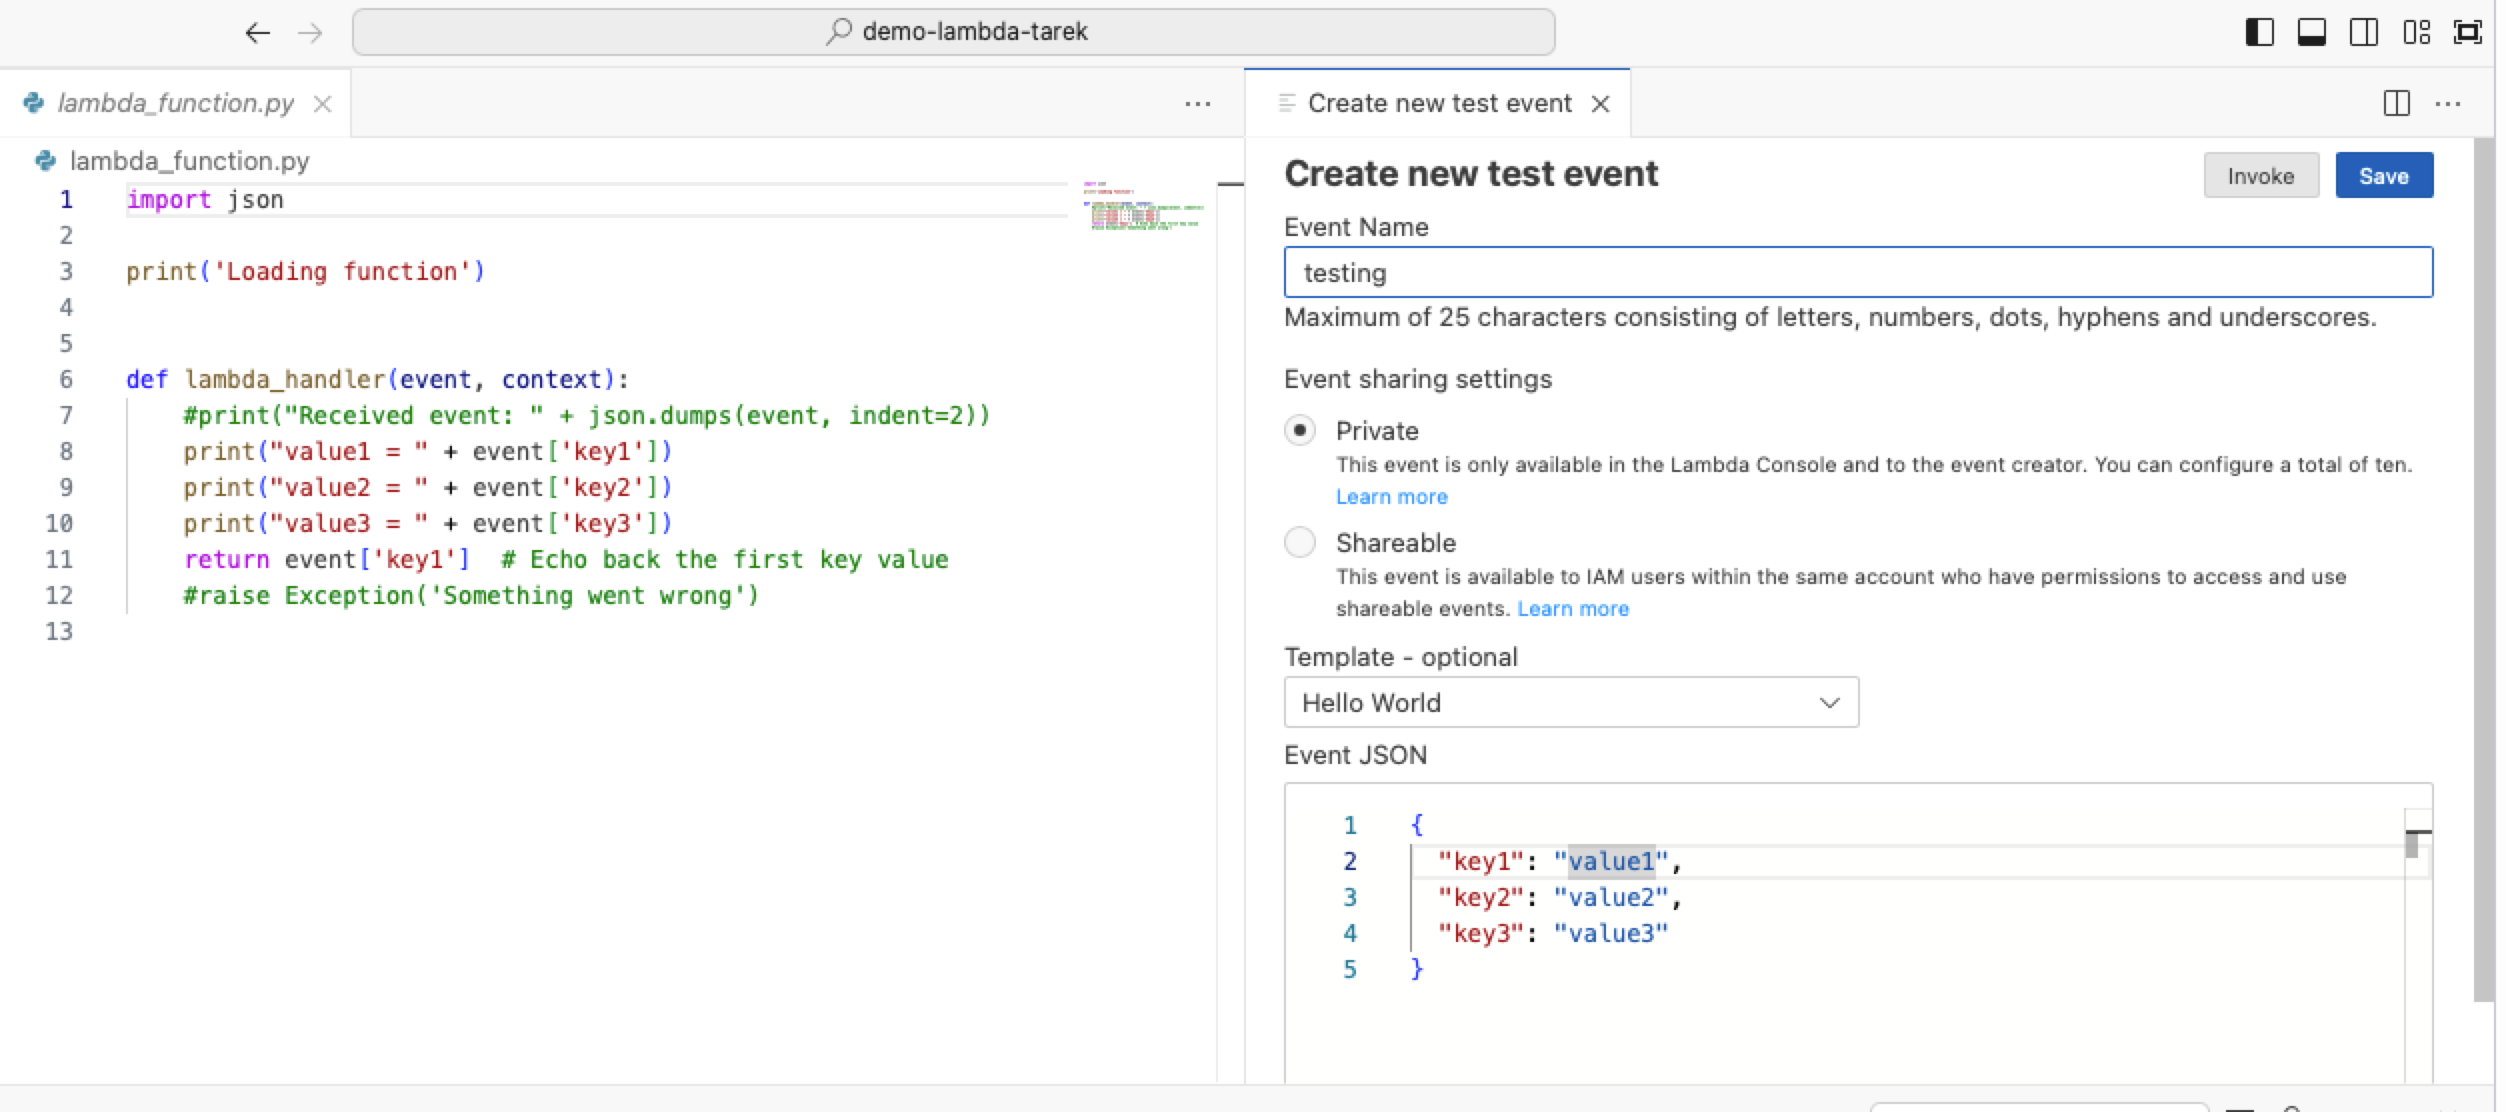 demo-lambda-tarek
lambda_function.py
Create new test event
lambda_function.py
1 import json
2
3 print('Loading function')
4
5
6 def lambda_handler(event, context):
7     #print("Received event: " + json.dumps(event, indent=2))
8     print("value1 = " + event['key1'])
9     print("value2 = " + event['key2'])
10     print("value3 = " + event['key3'])
11     return event['key1']  # Echo back the first key value
12     #raise Exception('Something went wrong')
13
Create new test event
Invoke
Save
Event Name
testing
Maximum of 25 characters consisting of letters, numbers, dots, hyphens and underscores.
Event sharing settings
Private
This event is only available in the Lambda Console and to the event creator. You can configure a total of ten.
Learn more
Shareable
This event is available to IAM users within the same account who have permissions to access and use
shareable events. Learn more
Template - optional
Hello World
Event JSON
1 {
2   "key1": "value1",
3   "key2": "value2",
4   "key3": "value3"
5 }